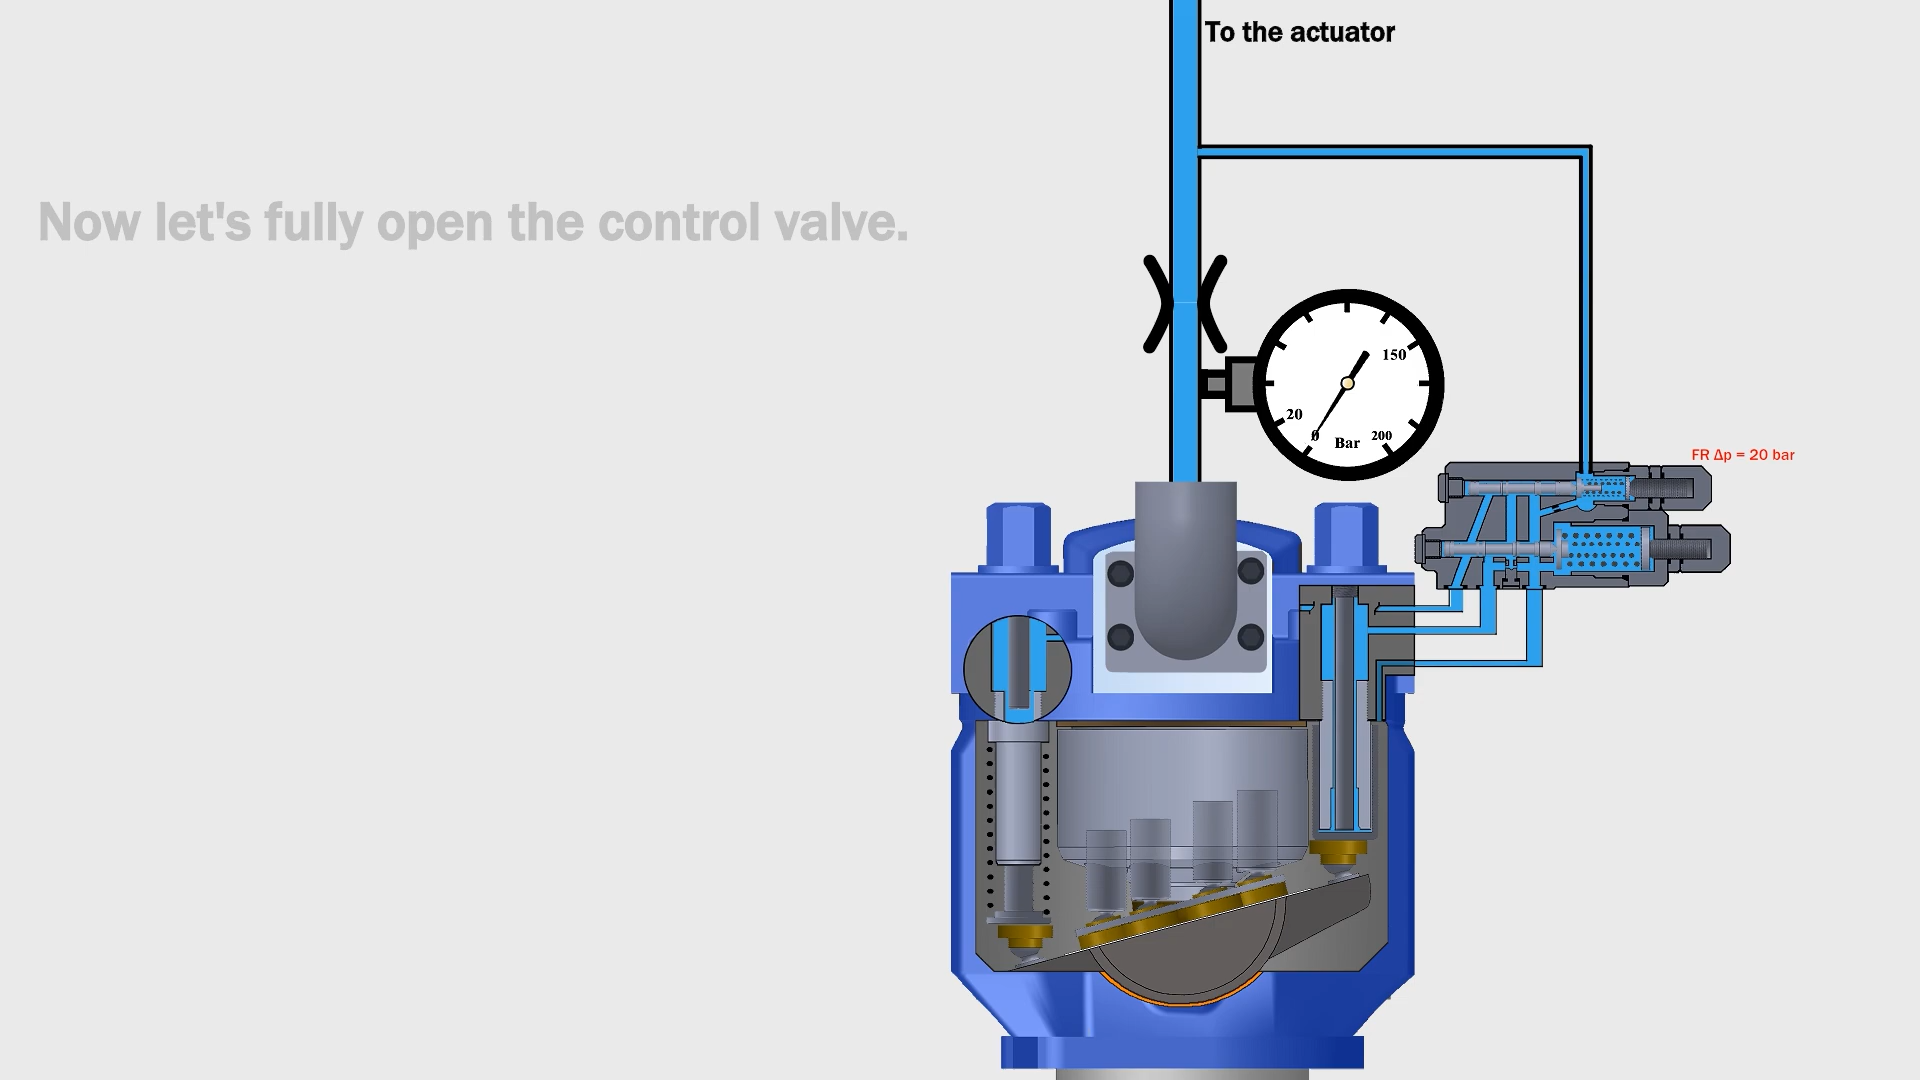 To the actuator
Now let's fully open the control valve.
150
20
0
Bar
200
FR Δp = 20 bar